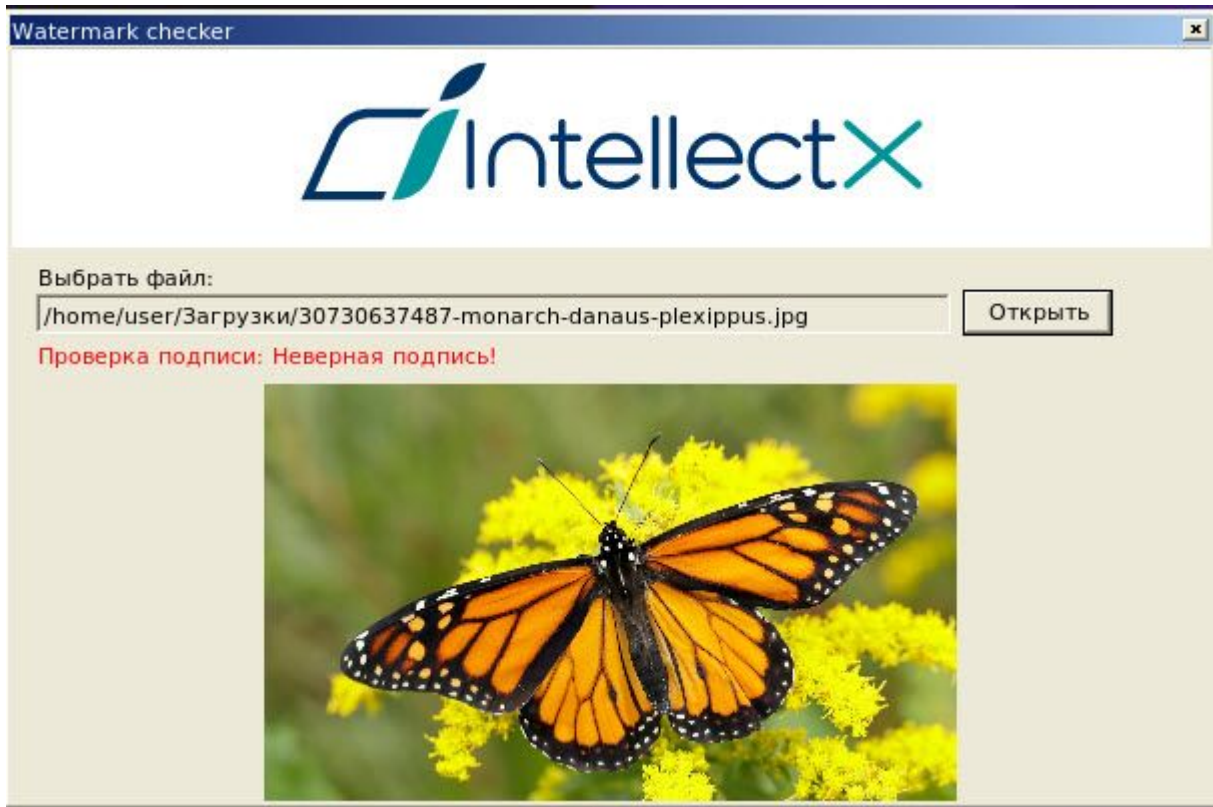 Watermark checker
Intellectx
Выбрать файл:
/home/user/Загрузки/30730637487-monarch-danaus-plexippus.jpg
Открыть
Проверка подписи: Неверная подпись!